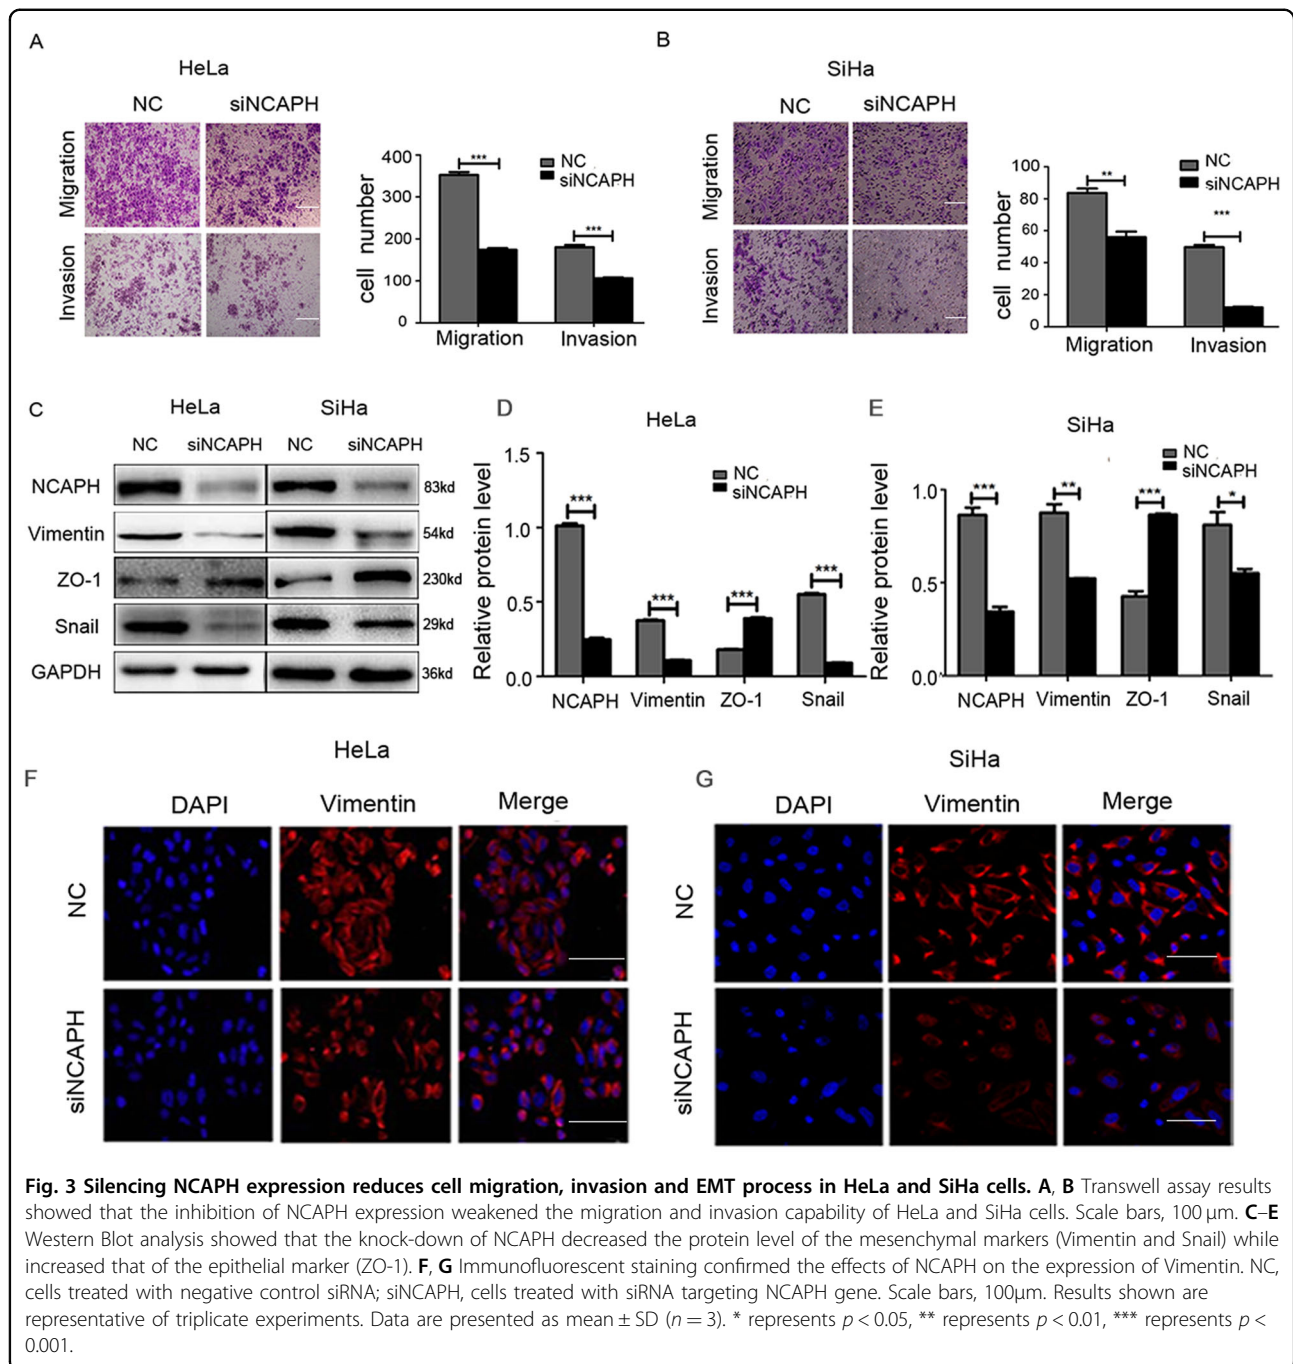 A
HeLa
NC siNCAPH
Migration
Invasion
cell number
400
300
200
100
0
***
***
NC
siNCAPH
Migration Invasion
B
SiHa
NC siNCAPH
Migration
Invasion
cell number
100
80
60
40
20
0
**
***
NC
siNCAPH
Migration Invasion
C
HeLa SiHa
NC siNCAPH NC siNCAPH
NCAPH 83kd
Vimentin 54kd
ZO-1 230kd
Snail 29kd
GAPDH 36kd
D
HeLa
Relative protein level
1.5
1.0
0.5
0.0
NC
siNCAPH
***
***
***
***
NCAPH Vimentin ZO-1 Snail
E
SiHa
Relative protein level
1.0
0.5
0.0
NC
siNCAPH
***
**
***
*
NCAPH Vimentin ZO-1 Snail
F
HeLa
DAPI Vimentin Merge
NC
siNCAPH
G
SiHa
DAPI Vimentin Merge
NC
siNCAPH
Fig. 3 Silencing NCAPH expression reduces cell migration, invasion and EMT process in HeLa and SiHa cells. A, B Transwell assay results
showed that the inhibition of NCAPH expression weakened the migration and invasion capability of HeLa and SiHa cells. Scale bars, 100 µm. C–E
Western Blot analysis showed that the knock-down of NCAPH decreased the protein level of the mesenchymal markers (Vimentin and Snail) while
increased that of the epithelial marker (ZO-1). F, G Immunofluorescent staining confirmed the effects of NCAPH on the expression of Vimentin. NC,
cells treated with negative control siRNA; siNCAPH, cells treated with siRNA targeting NCAPH gene. Scale bars, 100µm. Results shown are
representative of triplicate experiments. Data are presented as mean ± SD (n = 3). * represents p < 0.05, ** represents p < 0.01, *** represents p <
0.001.